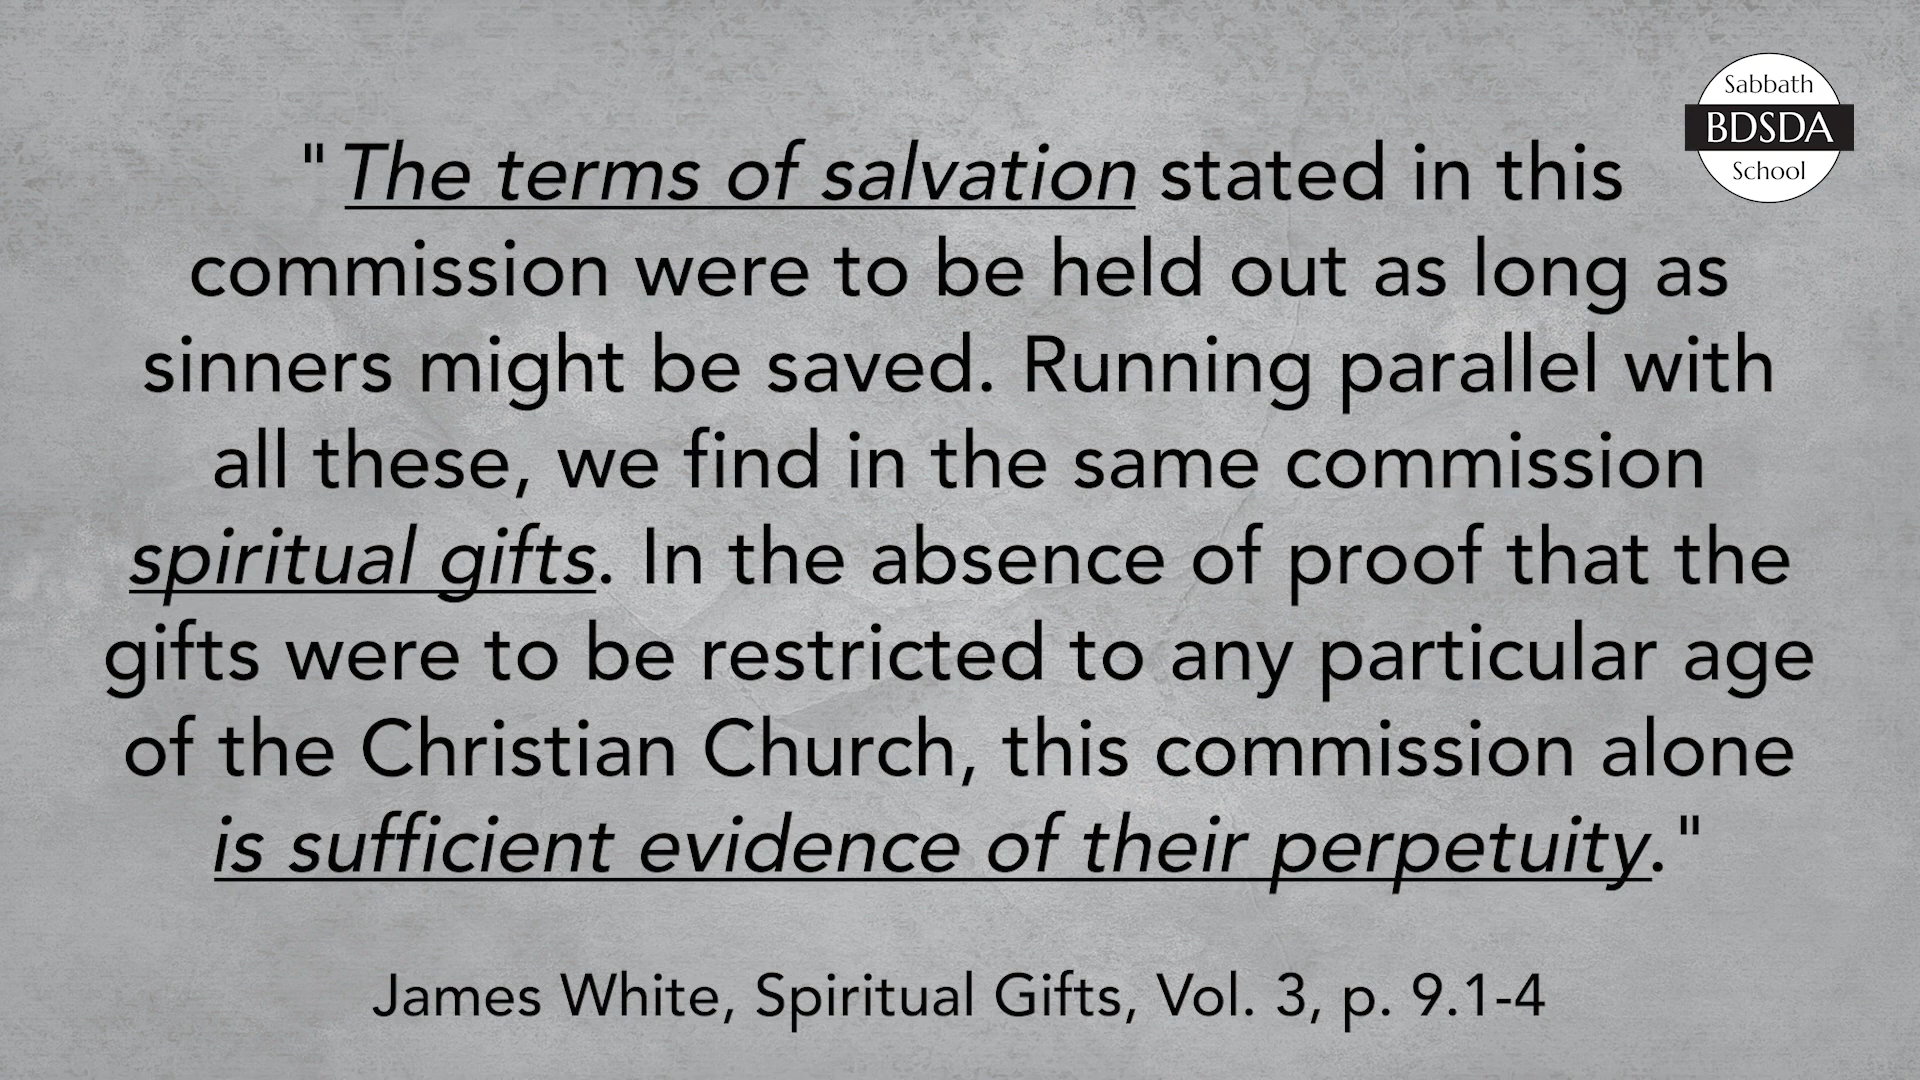 Sabbath
BDSDA
School
"The terms of salvation stated in this
commission were to be held out as long as
sinners might be saved. Running parallel with
all these, we find in the same commission
spiritual gifts. In the absence of proof that the
gifts were to be restricted to any particular age
of the Christian Church, this commission alone
is sufficient evidence of their perpetuity."
James White, Spiritual Gifts, Vol. 3, p. 9.1-4